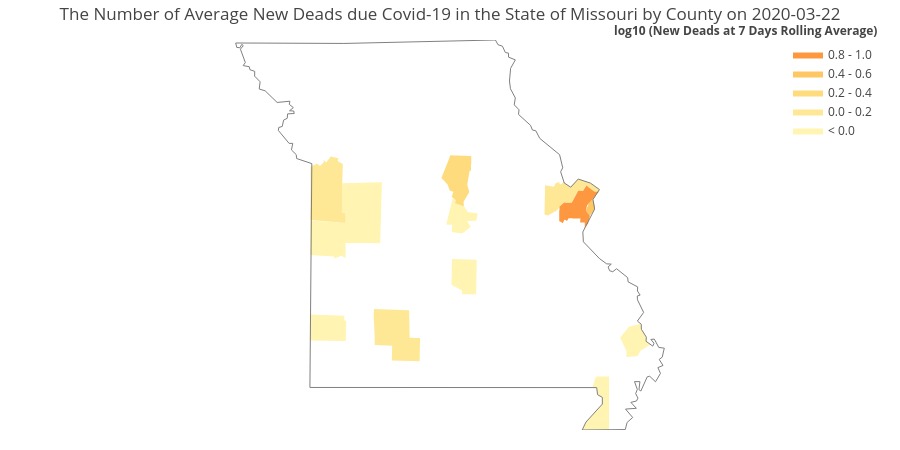 The Number of Average New Deads due Covid-19 in the State of Missouri by County on 2020-03-22
log10 (New Deads at 7 Days Rolling Average)
0.8 - 1.0
0.4 - 0.6
0.2 - 0.4
0.0 - 0.2
< 0.0